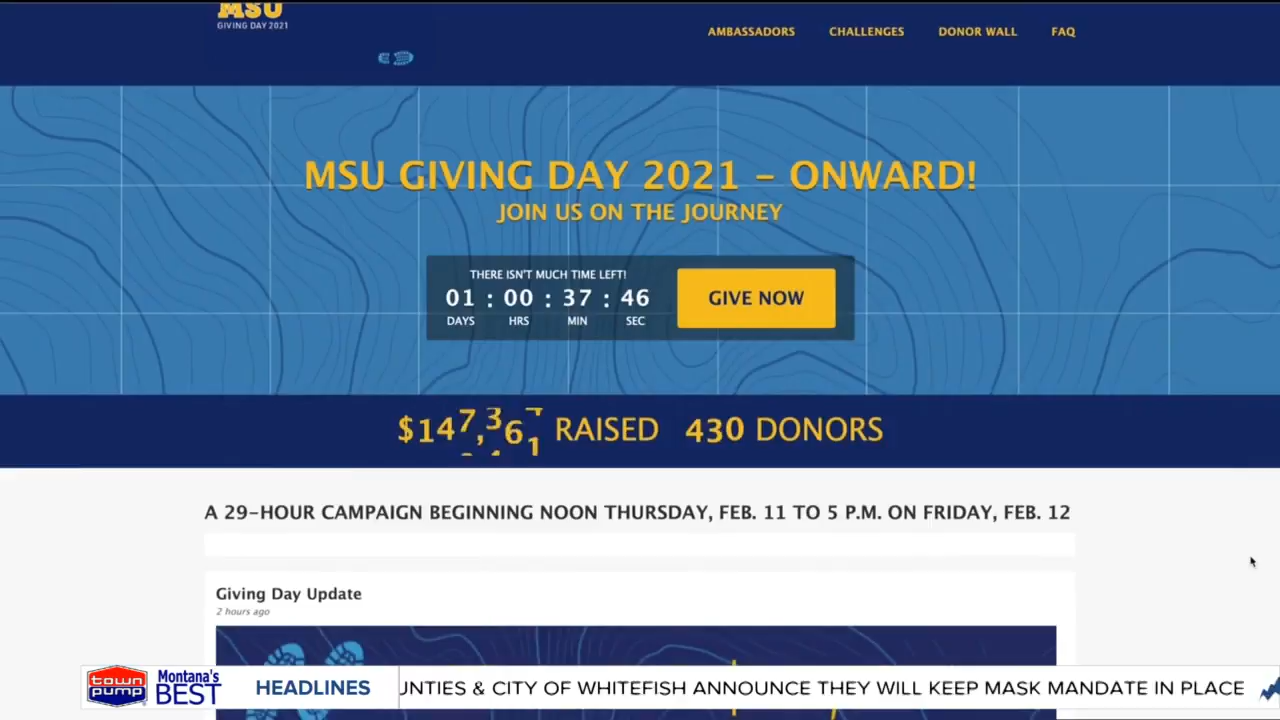 MSU
GIVING DAY 2021
AMBASSADORS
CHALLENGES
DONOR WALL
FAQ
MSU GIVING DAY 2021 – ONWARD!
JOIN US ON THE JOURNEY
THERE ISN'T MUCH TIME LEFT!
01 : 00 : 37 : 46
DAYS HRS MIN SEC
GIVE NOW
$147,36 RAISED 430 DONORS
A 29-HOUR CAMPAIGN BEGINNING NOON THURSDAY, FEB. 11 TO 5 P.M. ON FRIDAY, FEB. 12
Giving Day Update
2 hours ago
town pump
Montana's
BEST
HEADLINES
UNTIES & CITY OF WHITEFISH ANNOUNCE THEY WILL KEEP MASK MANDATE IN PLACE